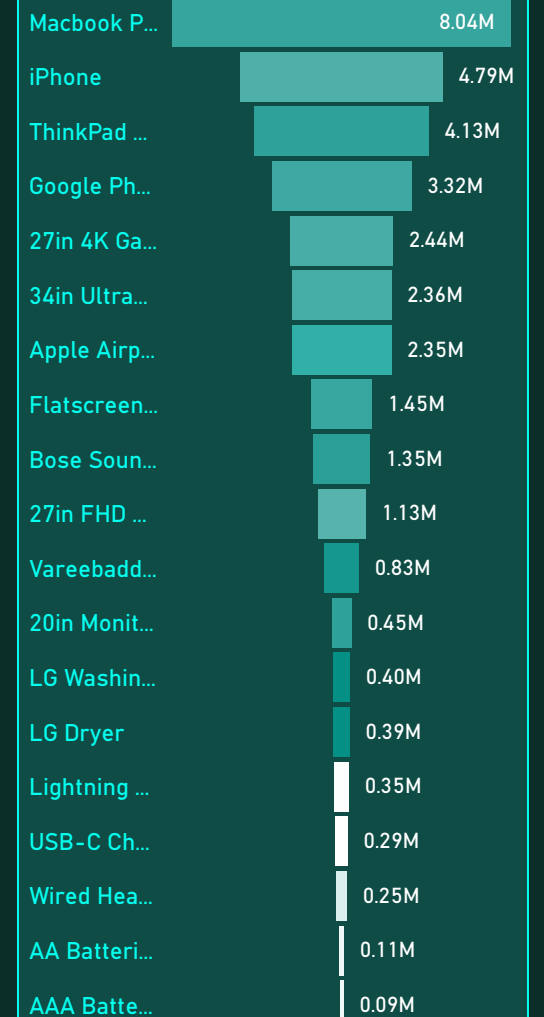 Macbook P... 8.04M
iPhone 4.79M
ThinkPad ... 4.13M
Google Ph... 3.32M
27in 4K Ga... 2.44M
34in Ultra... 2.36M
Apple Airp... 2.35M
Flatscreen... 1.45M
Bose Soun... 1.35M
27in FHD ... 1.13M
Vareebadd... 0.83M
20in Monit... 0.45M
LG Washin... 0.40M
LG Dryer 0.39M
Lightning ... 0.35M
USB-C Ch... 0.29M
Wired Hea... 0.25M
AA Batteri... 0.11M
AAA Batte... 0.09M